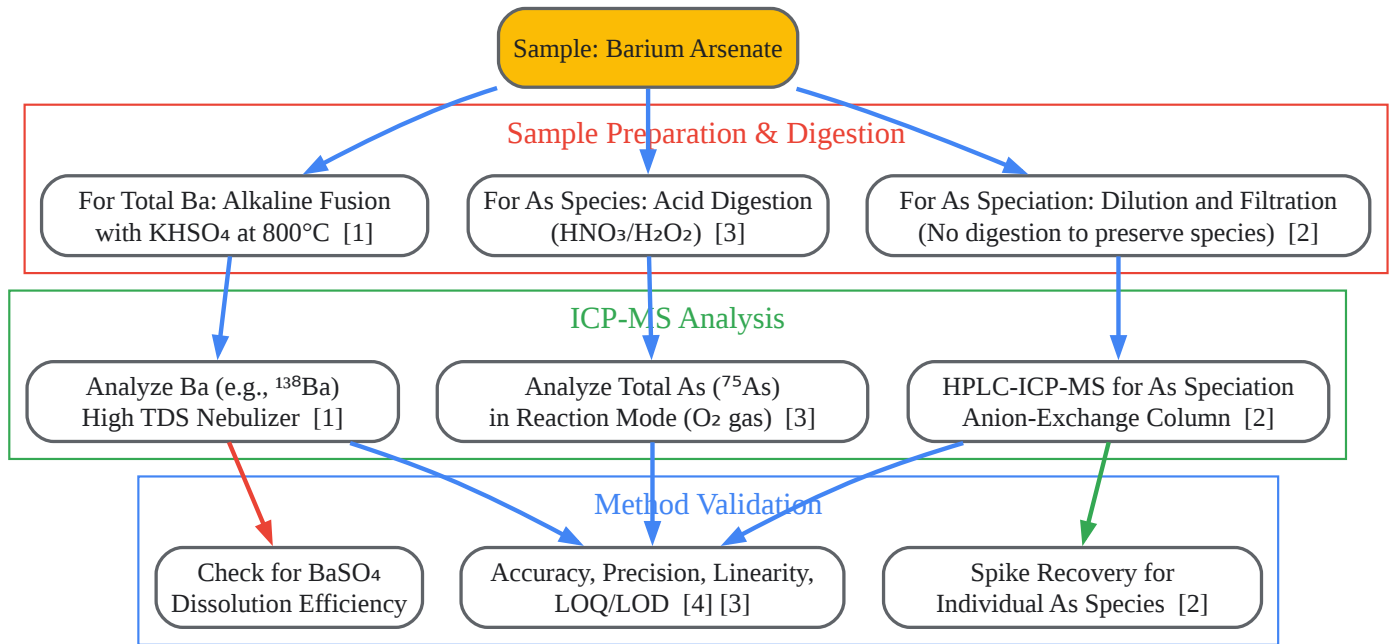 Sample: Barium Arsenate
Sample Preparation & Digestion
For Total Ba: Alkaline Fusion
with KHSO₄ at 800°C [1]
For As Species: Acid Digestion
(HNO₃/H₂O₂) [3]
For As Speciation: Dilution and Filtration
(No digestion to preserve species) [2]
ICP-MS Analysis
Analyze Ba (e.g., ¹³⁸Ba)
High TDS Nebulizer [1]
Analyze Total As (⁷⁵As)
in Reaction Mode (O₂ gas) [3]
HPLC-ICP-MS for As Speciation
Anion-Exchange Column [2]
Method Validation
Check for BaSO₄
Dissolution Efficiency
Accuracy, Precision, Linearity,
LOQ/LOD [4] [3]
Spike Recovery for
Individual As Species [2]